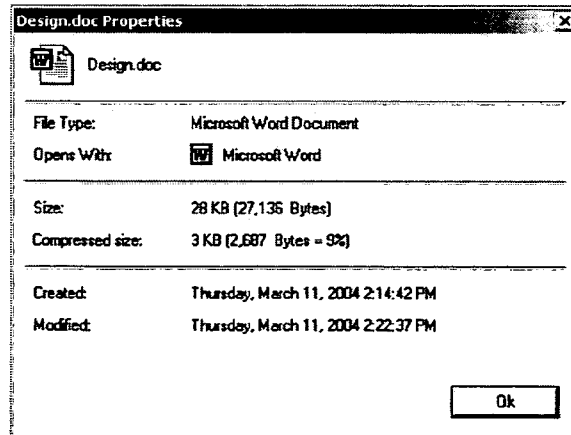 Design.doc Properties
Design.doc
File Type: Microsoft Word Document
Opens With: Microsoft Word
Size: 28 KB (27,136 Bytes)
Compressed size: 3 KB (2,687 Bytes = 9%)
Created: Thursday, March 11, 2004 2:14:42 PM
Modified: Thursday, March 11, 2004 2:22:37 PM
Ok